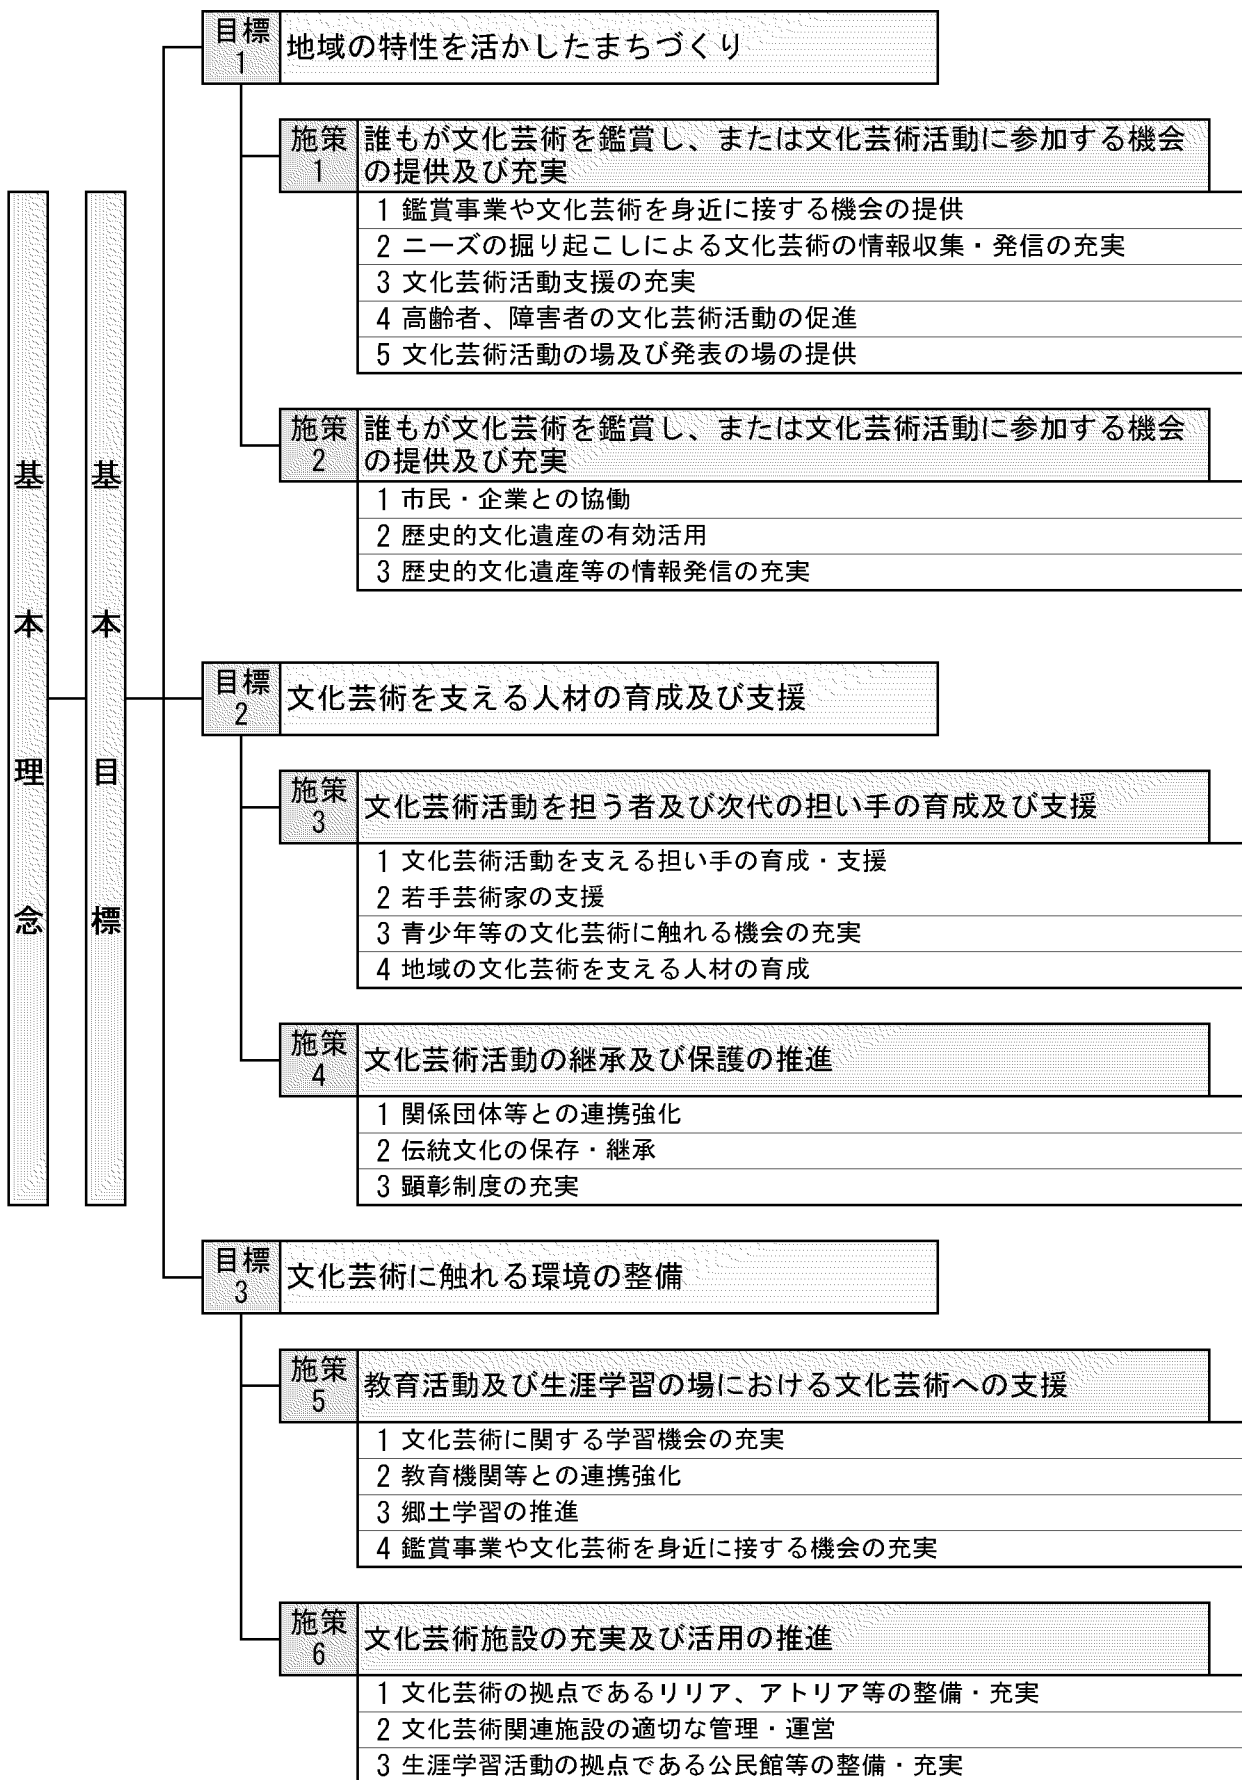 基本理念
基本目標
目標
1
地域の特性を活かしたまちづくり
施策
1
誰もが文化芸術を鑑賞し、または文化芸術活動に参加する機会
の提供及び充実
1 鑑賞事業や文化芸術を身近に接する機会の提供
2 ニーズの掘り起こしによる文化芸術の情報収集・発信の充実
3 文化芸術活動支援の充実
4 高齢者、障害者の文化芸術活動の促進
5 文化芸術活動の場及び発表の場の提供
施策
2
誰もが文化芸術を鑑賞し、または文化芸術活動に参加する機会
の提供及び充実
1 市民・企業との協働
2 歴史的文化遺産の有効活用
3 歴史的文化遺産等の情報発信の充実
目標
2
文化芸術を支える人材の育成及び支援
施策
3
文化芸術活動を担う者及び次代の担い手の育成及び支援
1 文化芸術活動を支える担い手の育成・支援
2 若手芸術家の支援
3 青少年等の文化芸術に触れる機会の充実
4 地域の文化芸術を支える人材の育成
施策
4
文化芸術活動の継承及び保護の推進
1 関係団体等との連携強化
2 伝統文化の保存・継承
3 顕彰制度の充実
目標
3
文化芸術に触れる環境の整備
施策
5
教育活動及び生涯学習の場における文化芸術への支援
1 文化芸術に関する学習機会の充実
2 教育機関等との連携強化
3 郷土学習の推進
4 鑑賞事業や文化芸術を身近に接する機会の充実
施策
6
文化芸術施設の充実及び活用の推進
1 文化芸術の拠点であるリリア、アトリア等の整備・充実
2 文化芸術関連施設の適切な管理・運営
3 生涯学習活動の拠点である公民館等の整備・充実